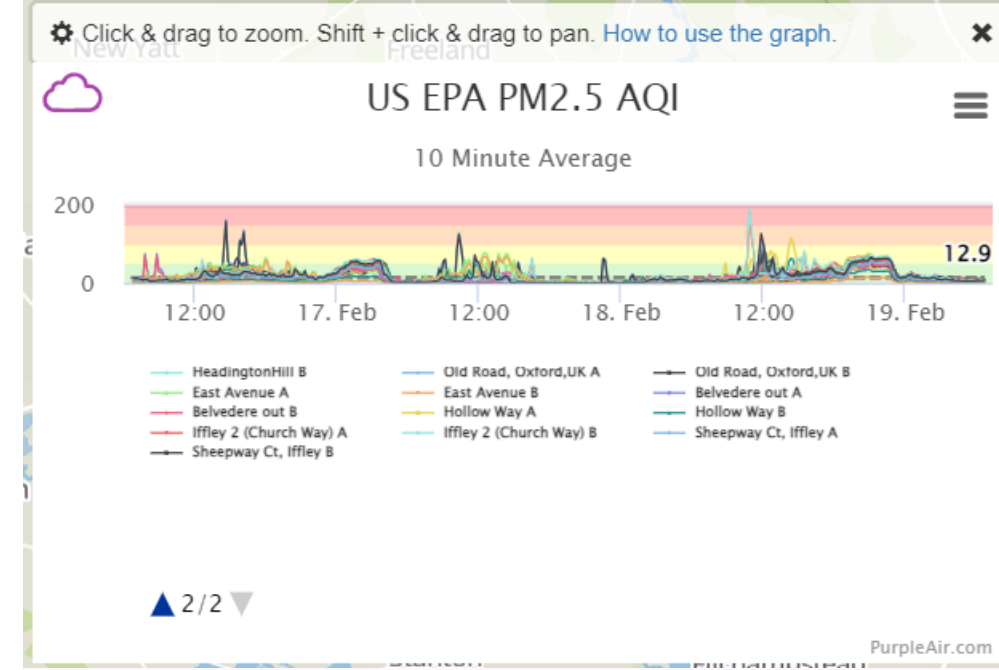 Click & drag to zoom. Shift + click & drag to pan. How to use the graph.
New Yatt
Freeland
US EPA PM2.5 AQI
10 Minute Average
200
12.9
0
12:00 17. Feb 12:00 18. Feb 12:00 19. Feb
HeadingtonHill B Old Road, Oxford,UK A Old Road, Oxford,UK B
East Avenue A East Avenue B Belvedere out A
Belvedere out B Hollow Way A Hollow Way B
Iffley 2 (Church Way) A Iffley 2 (Church Way) B Sheepway Ct, Iffley A
Sheepway Ct, Iffley B
2/2
PurpleAir.com